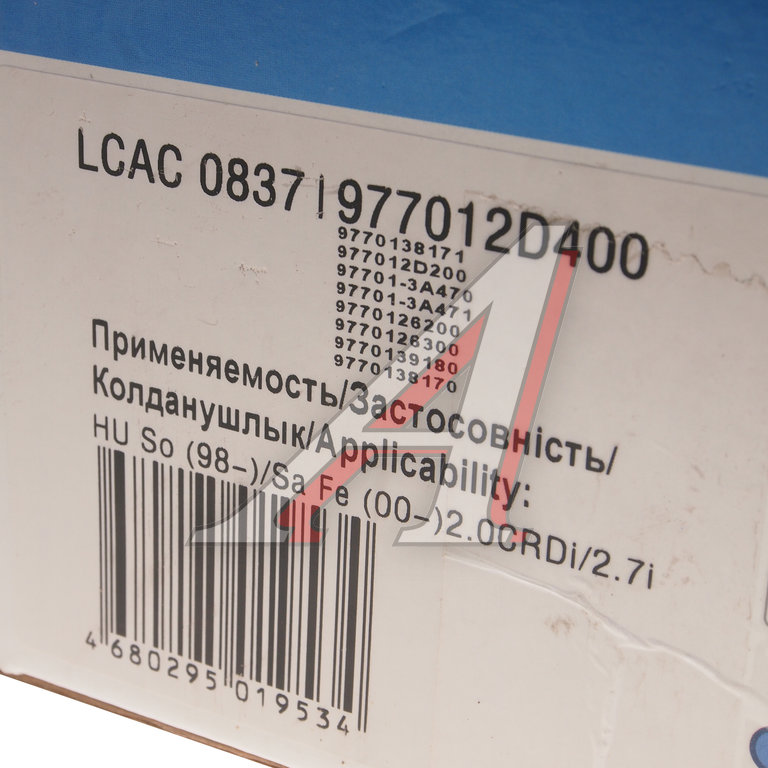 LCAC 0837 | 977012D400
9770138171
977012D200
97701-3A470
97701-3A471
9770126200
9770126300
9770139180
9770138170
Применяемость/Застосовність/
Колданушлык/Applicability:
HU So (98-)/Sa Fe (00-)2.0CRDi/2.7i
4 680295 019534